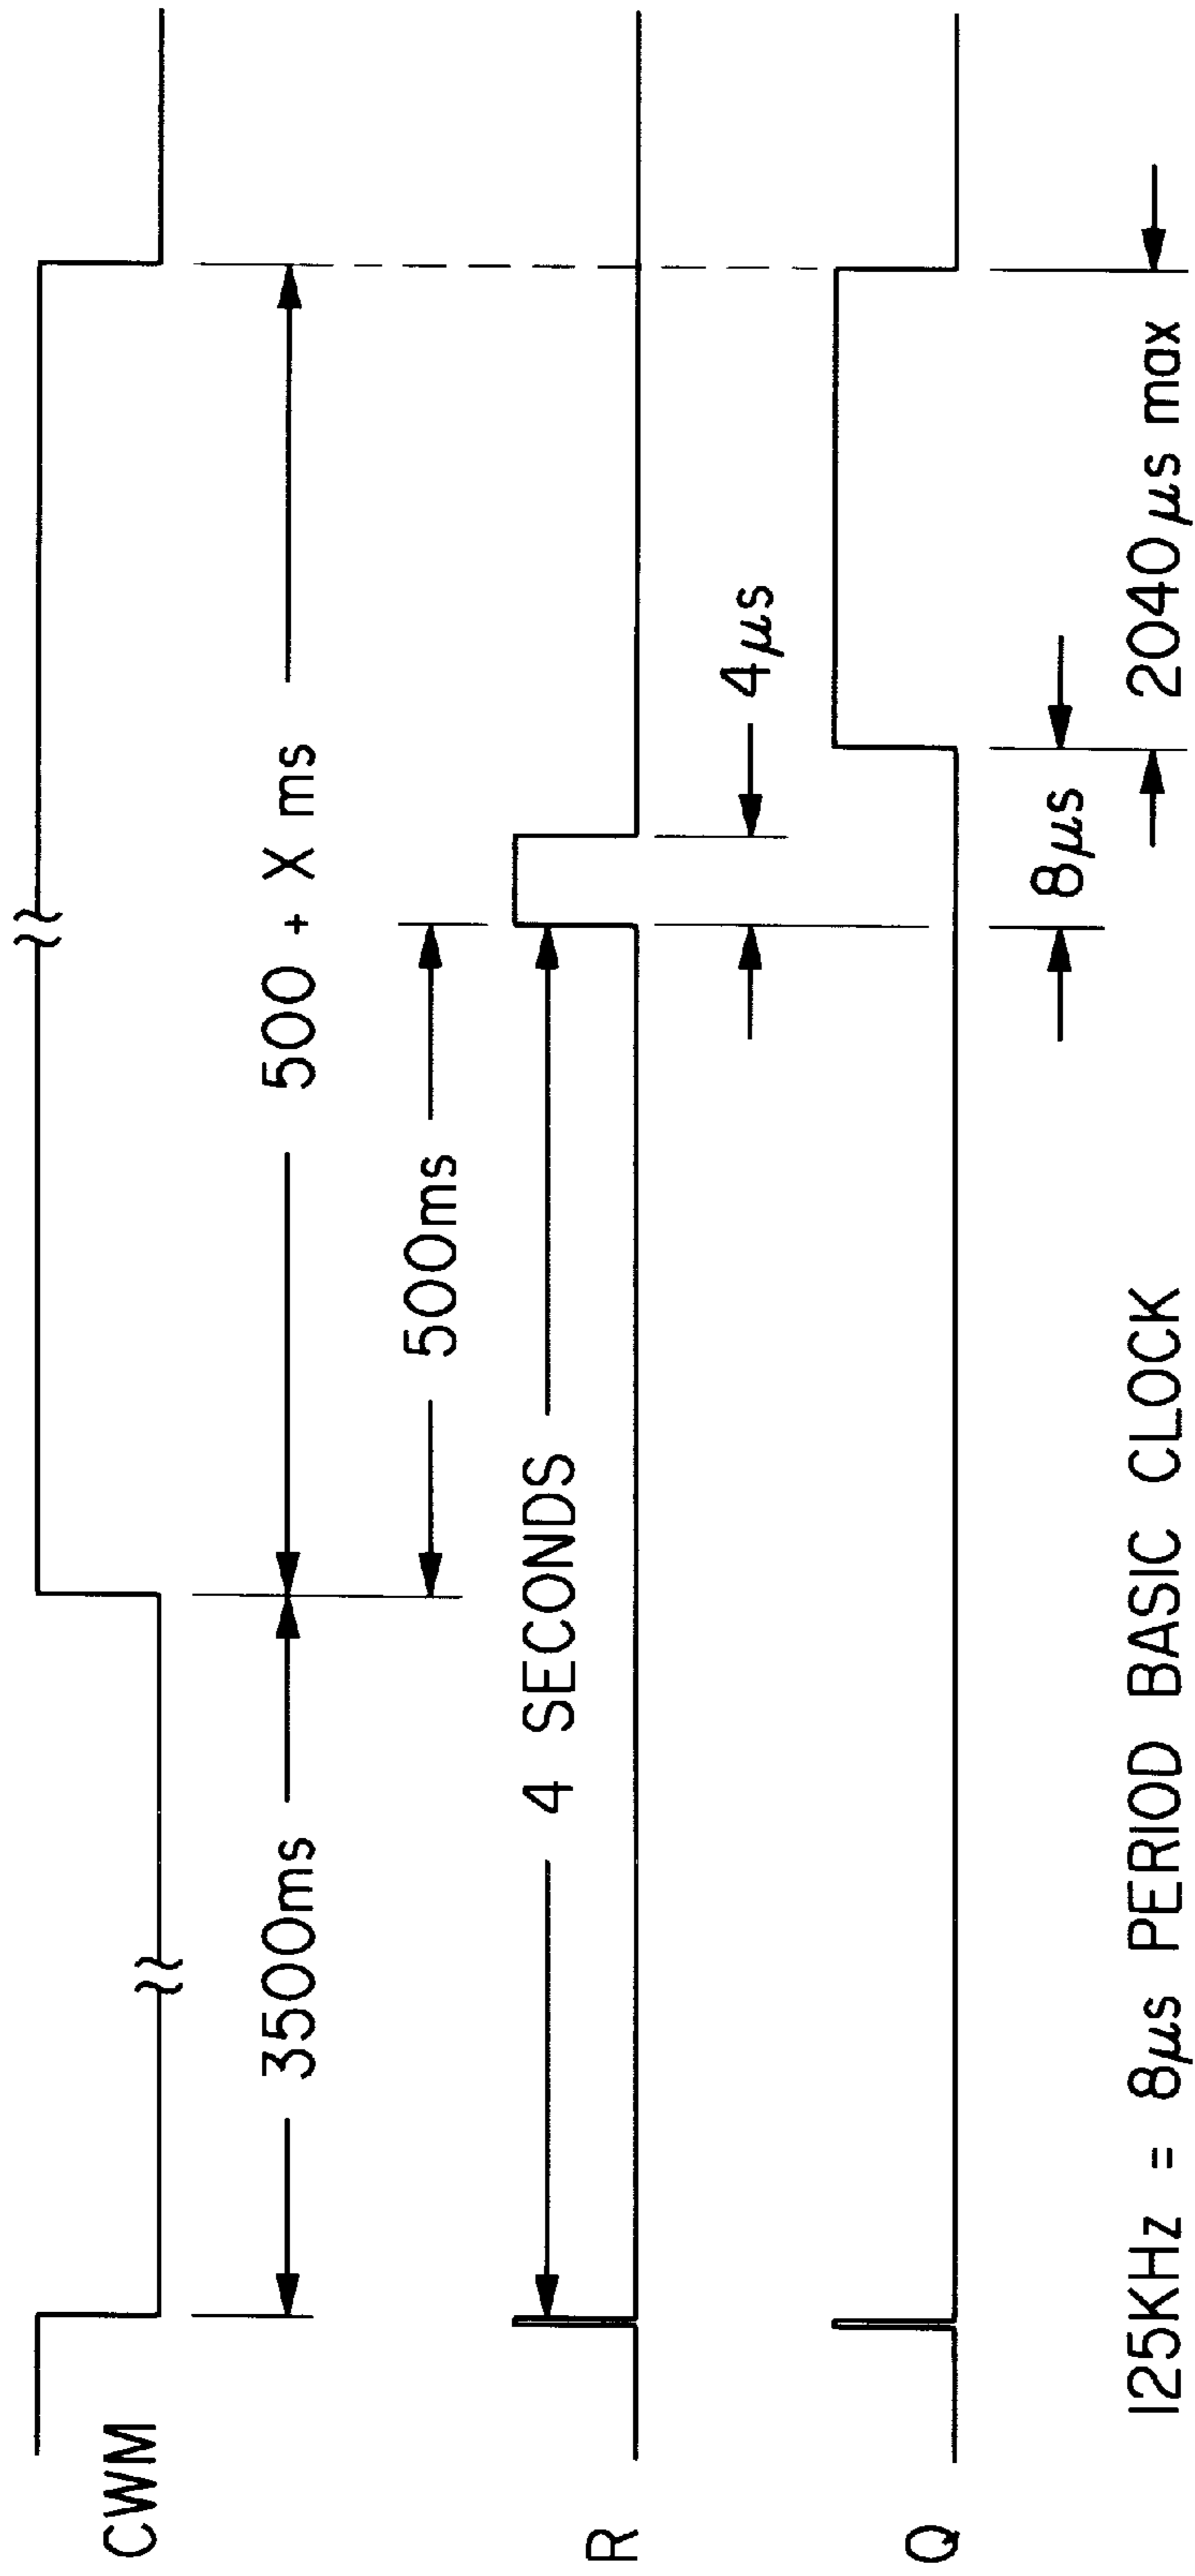 CWM
3500ms
500 + X ms
500ms
R
4 SECONDS
4μs
Q
8μs
125KHz = 8μs PERIOD BASIC CLOCK
2040μs max